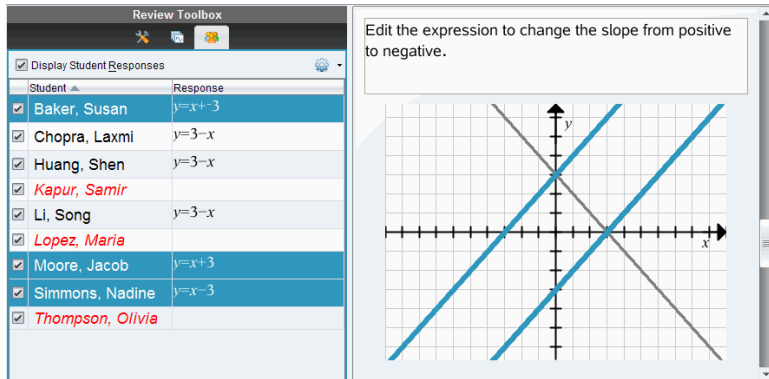 Review Toolbox
Display Student Responses
Student Response
Baker, Susan y=x+⁻3
Chopra, Laxmi y=3−x
Huang, Shen y=3−x
Kapur, Samir
Li, Song y=3−x
Lopez, Maria
Moore, Jacob y=x+3
Simmons, Nadine y=x−3
Thompson, Olivia
Edit the expression to change the slope from positive
to negative.
y
x